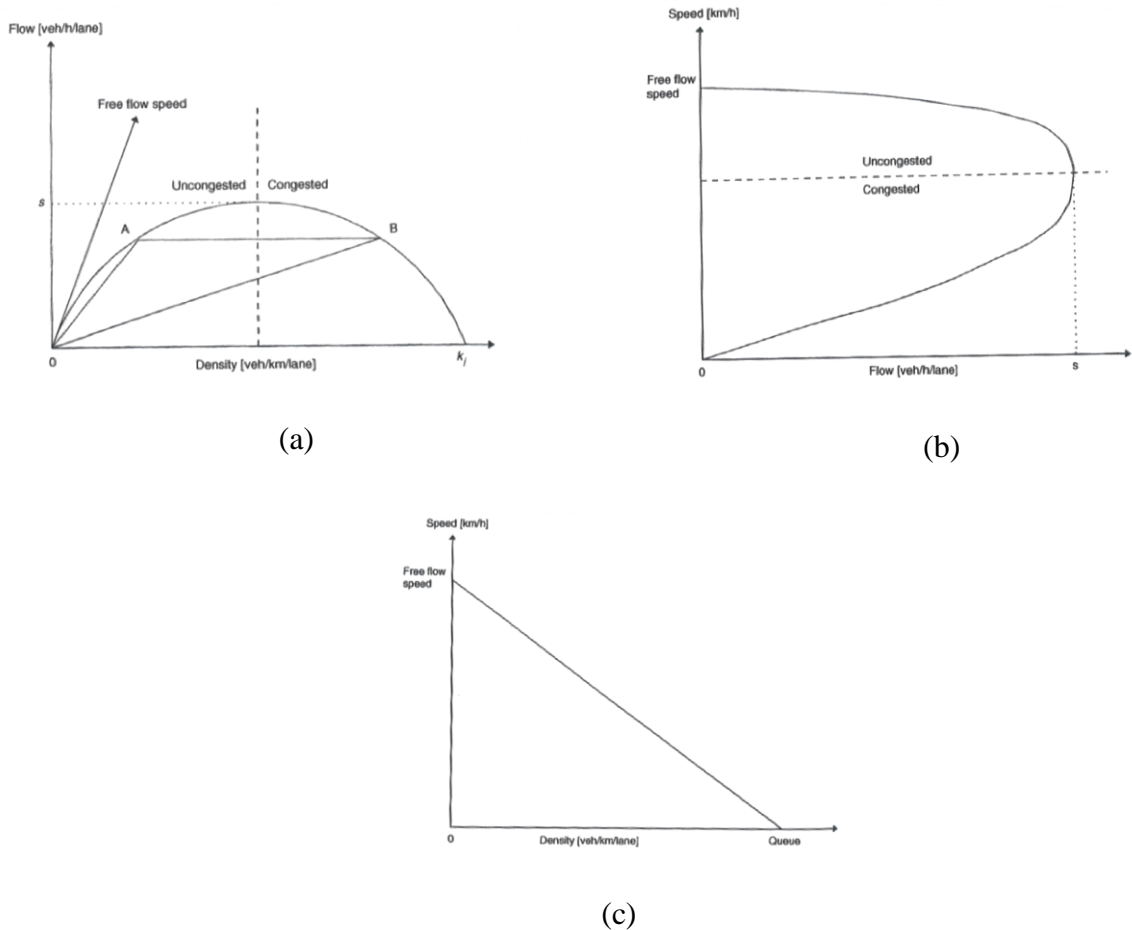 Flow [veh/h/lane]
Free flow speed
Uncongested
Congested
s
A
B
0
Density [veh/km/lane]
kj
(a)
Speed [km/h]
Free flow
speed
Uncongested
Congested
0
Flow [veh/h/lane]
s
(b)
Speed [km/h]
Free flow
speed
0
Density [veh/km/lane]
Queue
(c)